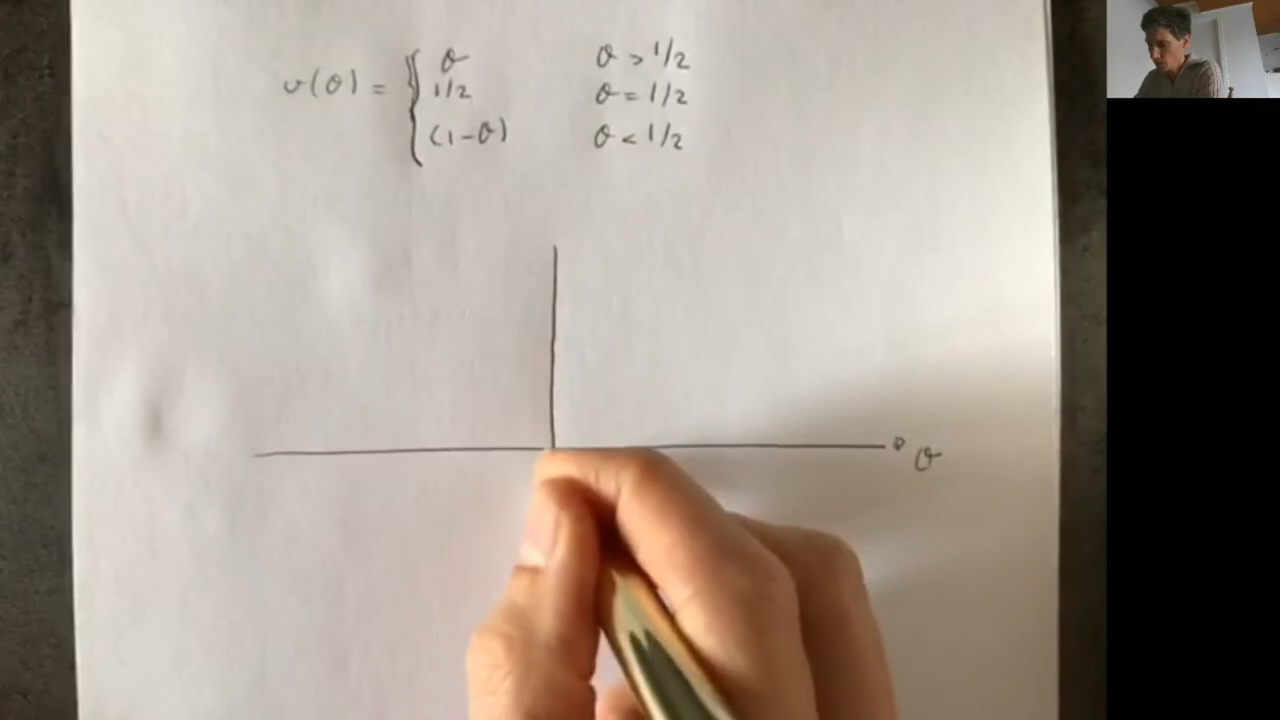 v(θ) = { θ θ > 1/2
1/2 θ = 1/2
(1-θ) θ < 1/2
θ